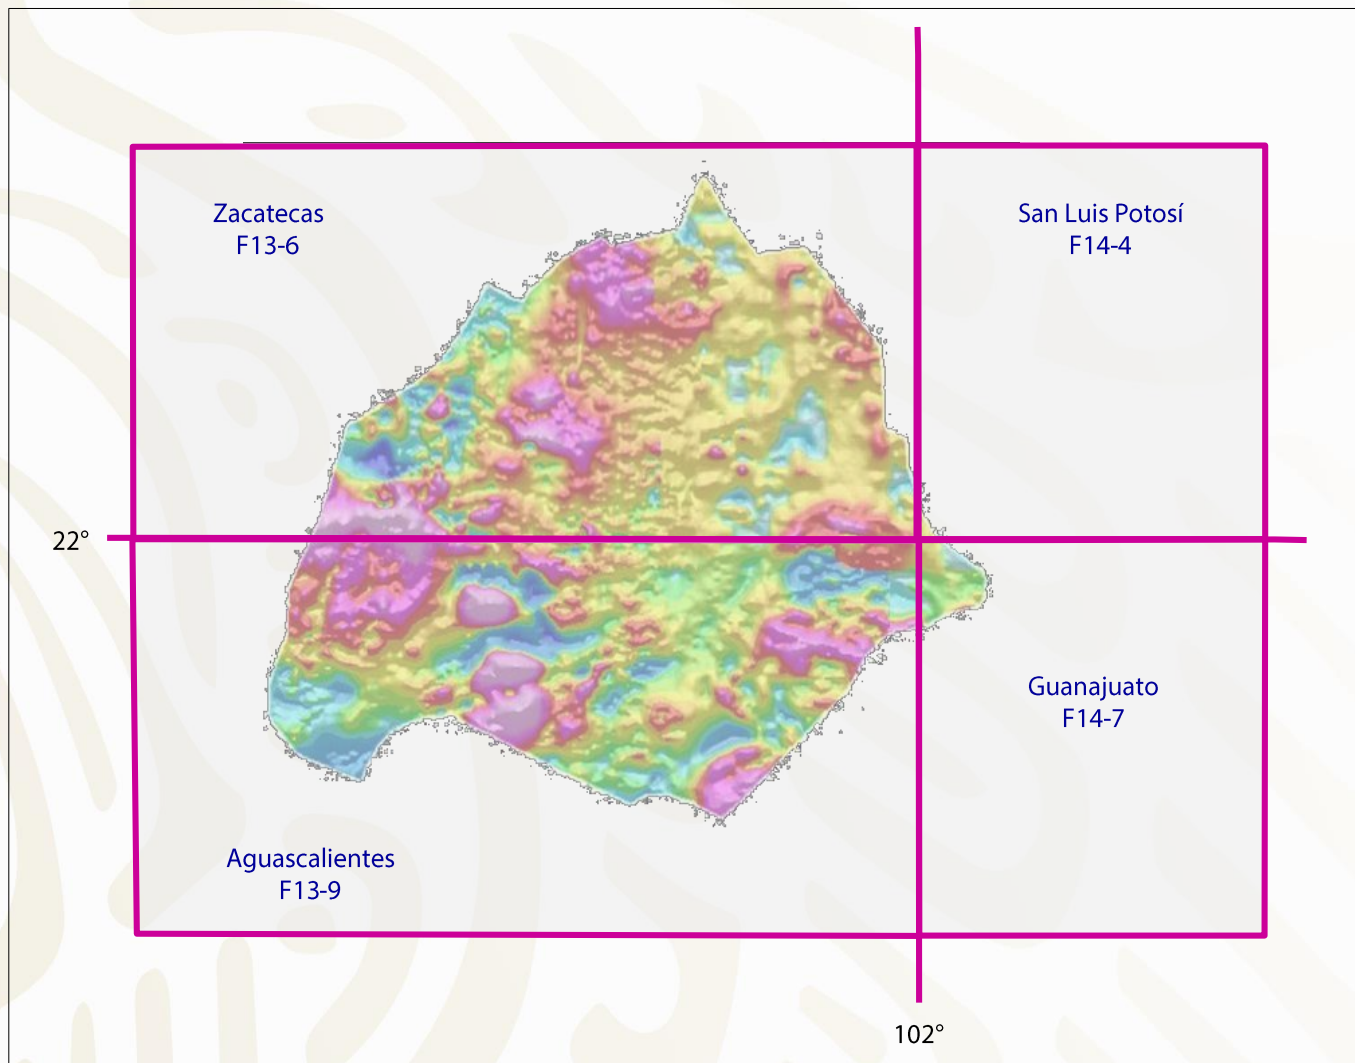 Zacatecas
F13-6
San Luis Potosí
F14-4
22°
Guanajuato
F14-7
Aguascalientes
F13-9
102°